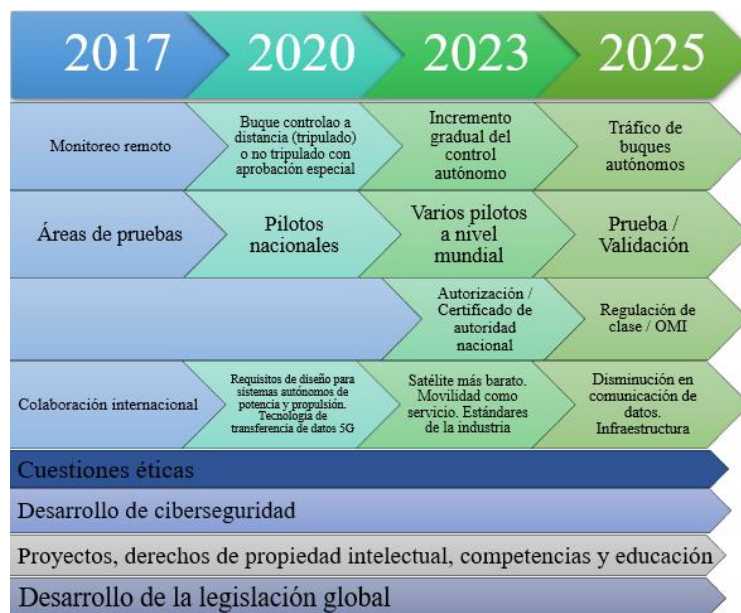 2017
2020
2023
2025
Monitoreo remoto
Buque controlao a
distancia (tripulado)
o no tripulado con
aprobación especial
Incremento
gradual del
control
autónomo
Tráfico de
buques
autónomos
Áreas de pruebas
Pilotos
nacionales
Varios pilotos
a nivel
mundial
Prueba /
Validación
Autorización /
Certificado de
autoridad
nacional
Regulación de
clase / OMI
Colaboración internacional
Requisitos de diseño para
sistemas autónomos de
potencia y propulsión.
Tecnología de
transferencia de datos 5G
Satélite más barato.
Movilidad como
servicio. Estándares
de la industria
Disminución en
comunicación de
datos.
Infraestructura
Cuestiones éticas
Desarrollo de ciberseguridad
Proyectos, derechos de propiedad intelectual, competencias y educación
Desarrollo de la legislación global